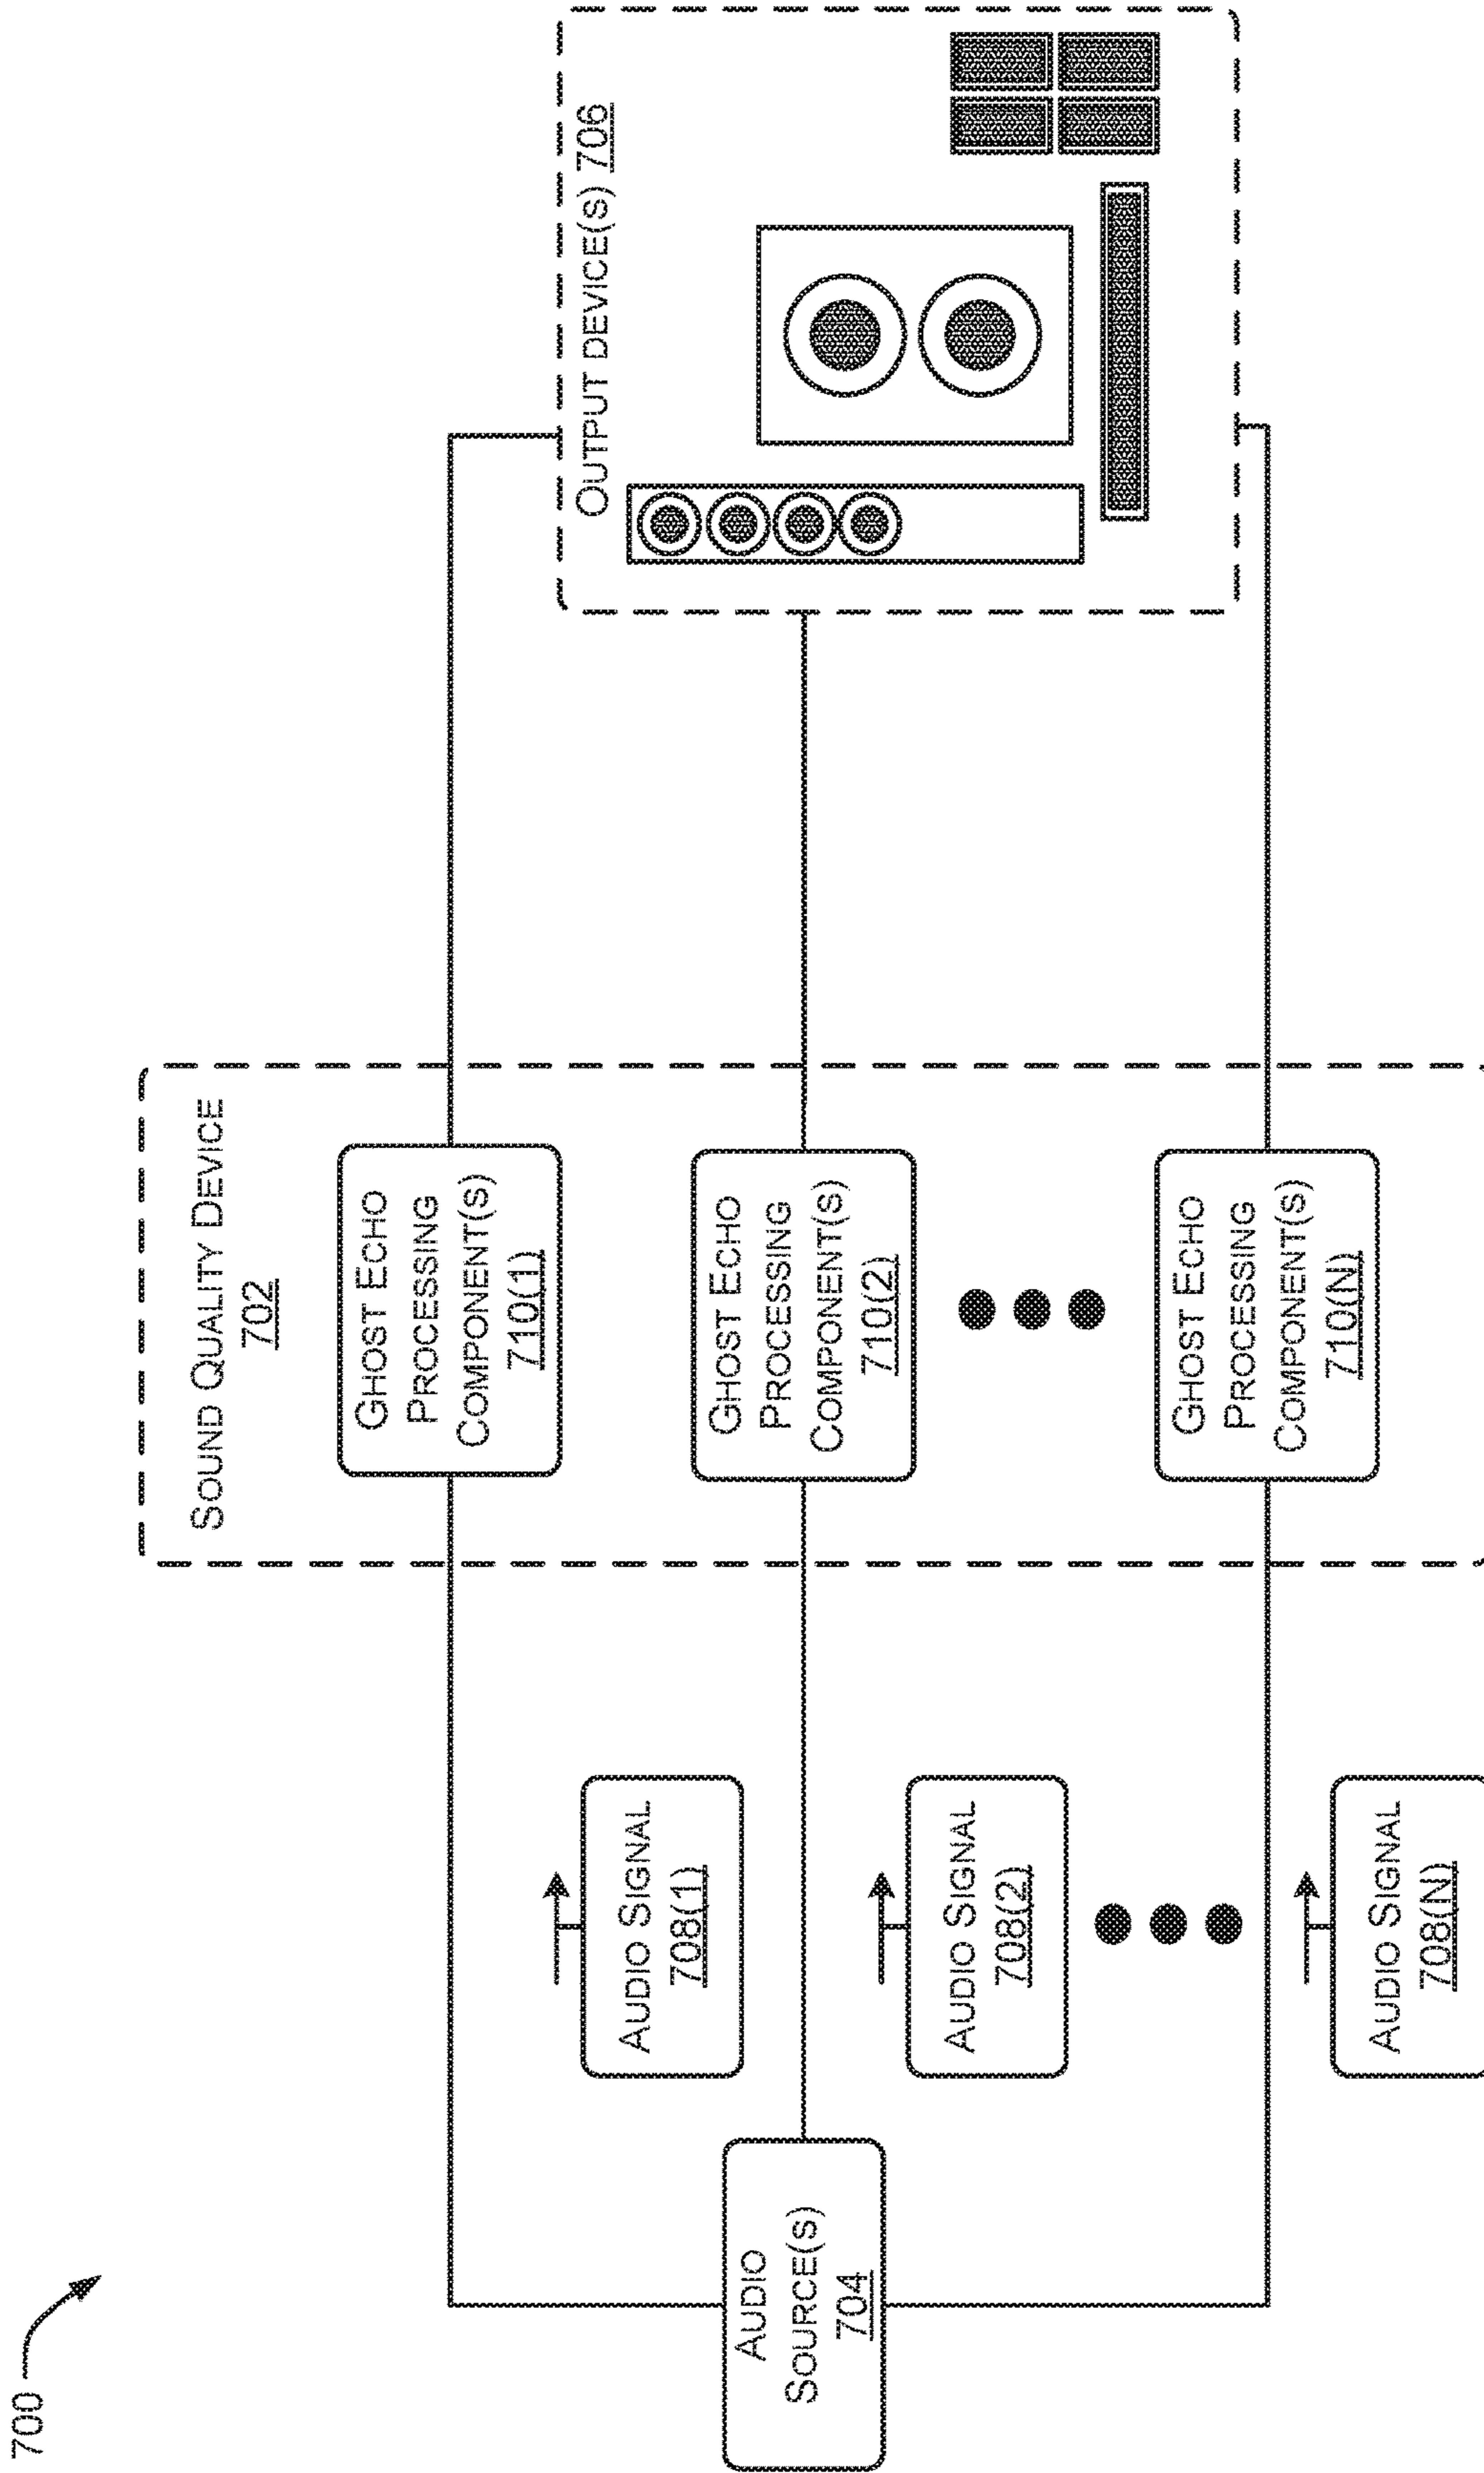 700
SOUND QUALITY DEVICE
702
OUTPUT DEVICE(S) 706
GHOST ECHO
PROCESSING
COMPONENT(S)
710(1)
AUDIO SIGNAL
708(1)
AUDIO
SOURCE(S)
704
GHOST ECHO
PROCESSING
COMPONENT(S)
710(2)
AUDIO SIGNAL
708(2)
GHOST ECHO
PROCESSING
COMPONENT(S)
710(N)
AUDIO SIGNAL
708(N)